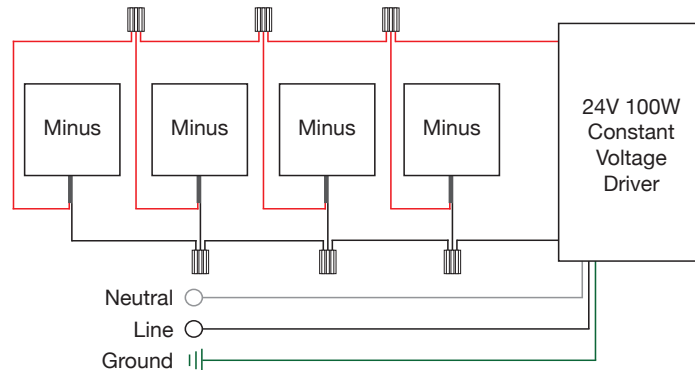 Minus
Minus
Minus
Minus
24V 100W
Constant
Voltage
Driver
Neutral
Line
Ground